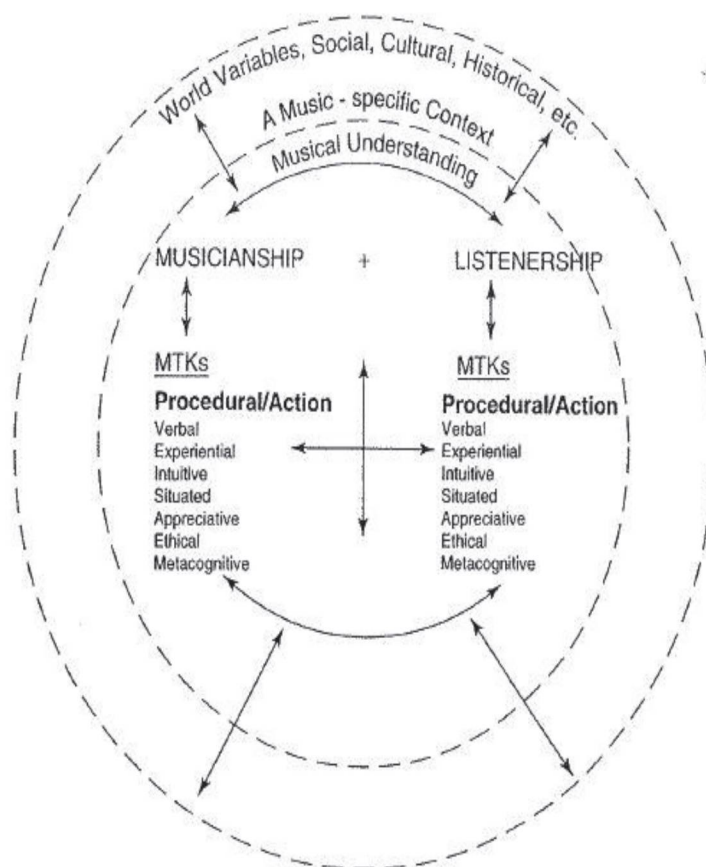 World Variables, Social, Cultural, Historical, etc.
A Music - specific Context
Musical Understanding
MUSICIANSHIP + LISTENERSHIP
MTKs MTKs
Procedural/Action Procedural/Action
Verbal Verbal
Experiential Experiential
Intuitive Intuitive
Situated Situated
Appreciative Appreciative
Ethical Ethical
Metacognitive Metacognitive